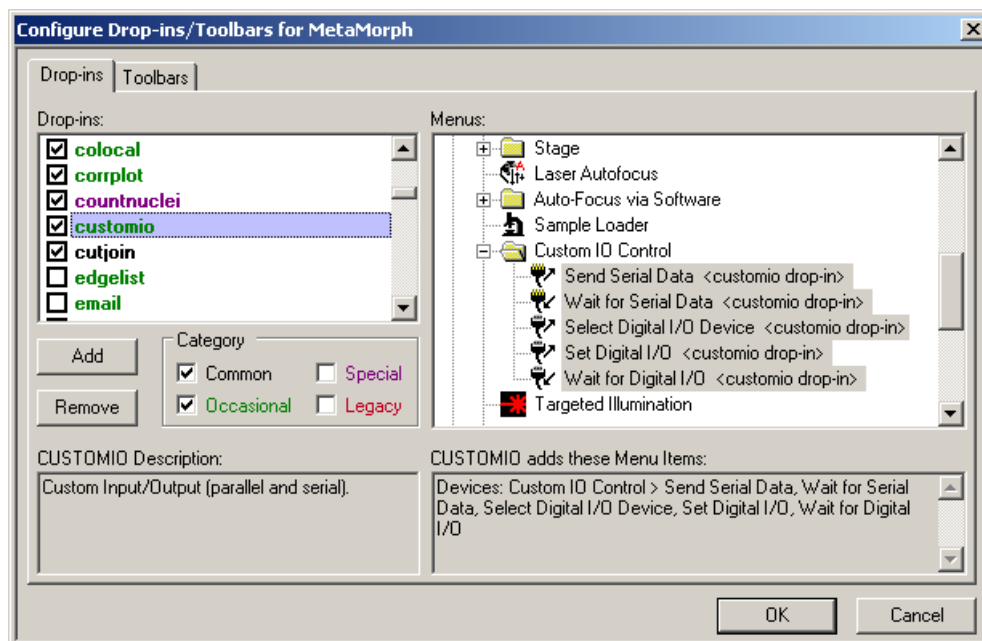 Configure Drop-ins/Toolbars for MetaMorph
Drop-ins
Toolbars
Drop-ins:
colocal
corrplot
countnuclei
customio
cutjoin
edgelist
email
Add
Remove
Category
Common
Special
Occasional
Legacy
Menus:
Stage
Laser Autofocus
Auto-Focus via Software
Sample Loader
Custom IO Control
Send Serial Data <customio drop-in>
Wait for Serial Data <customio drop-in>
Select Digital I/O Device <customio drop-in>
Set Digital I/O <customio drop-in>
Wait for Digital I/O <customio drop-in>
Targeted Illumination
CUSTOMIO Description:
Custom Input/Output (parallel and serial).
CUSTOMIO adds these Menu Items:
Devices: Custom IO Control > Send Serial Data, Wait for Serial
Data, Select Digital I/O Device, Set Digital I/O, Wait for Digital
I/O
OK
Cancel